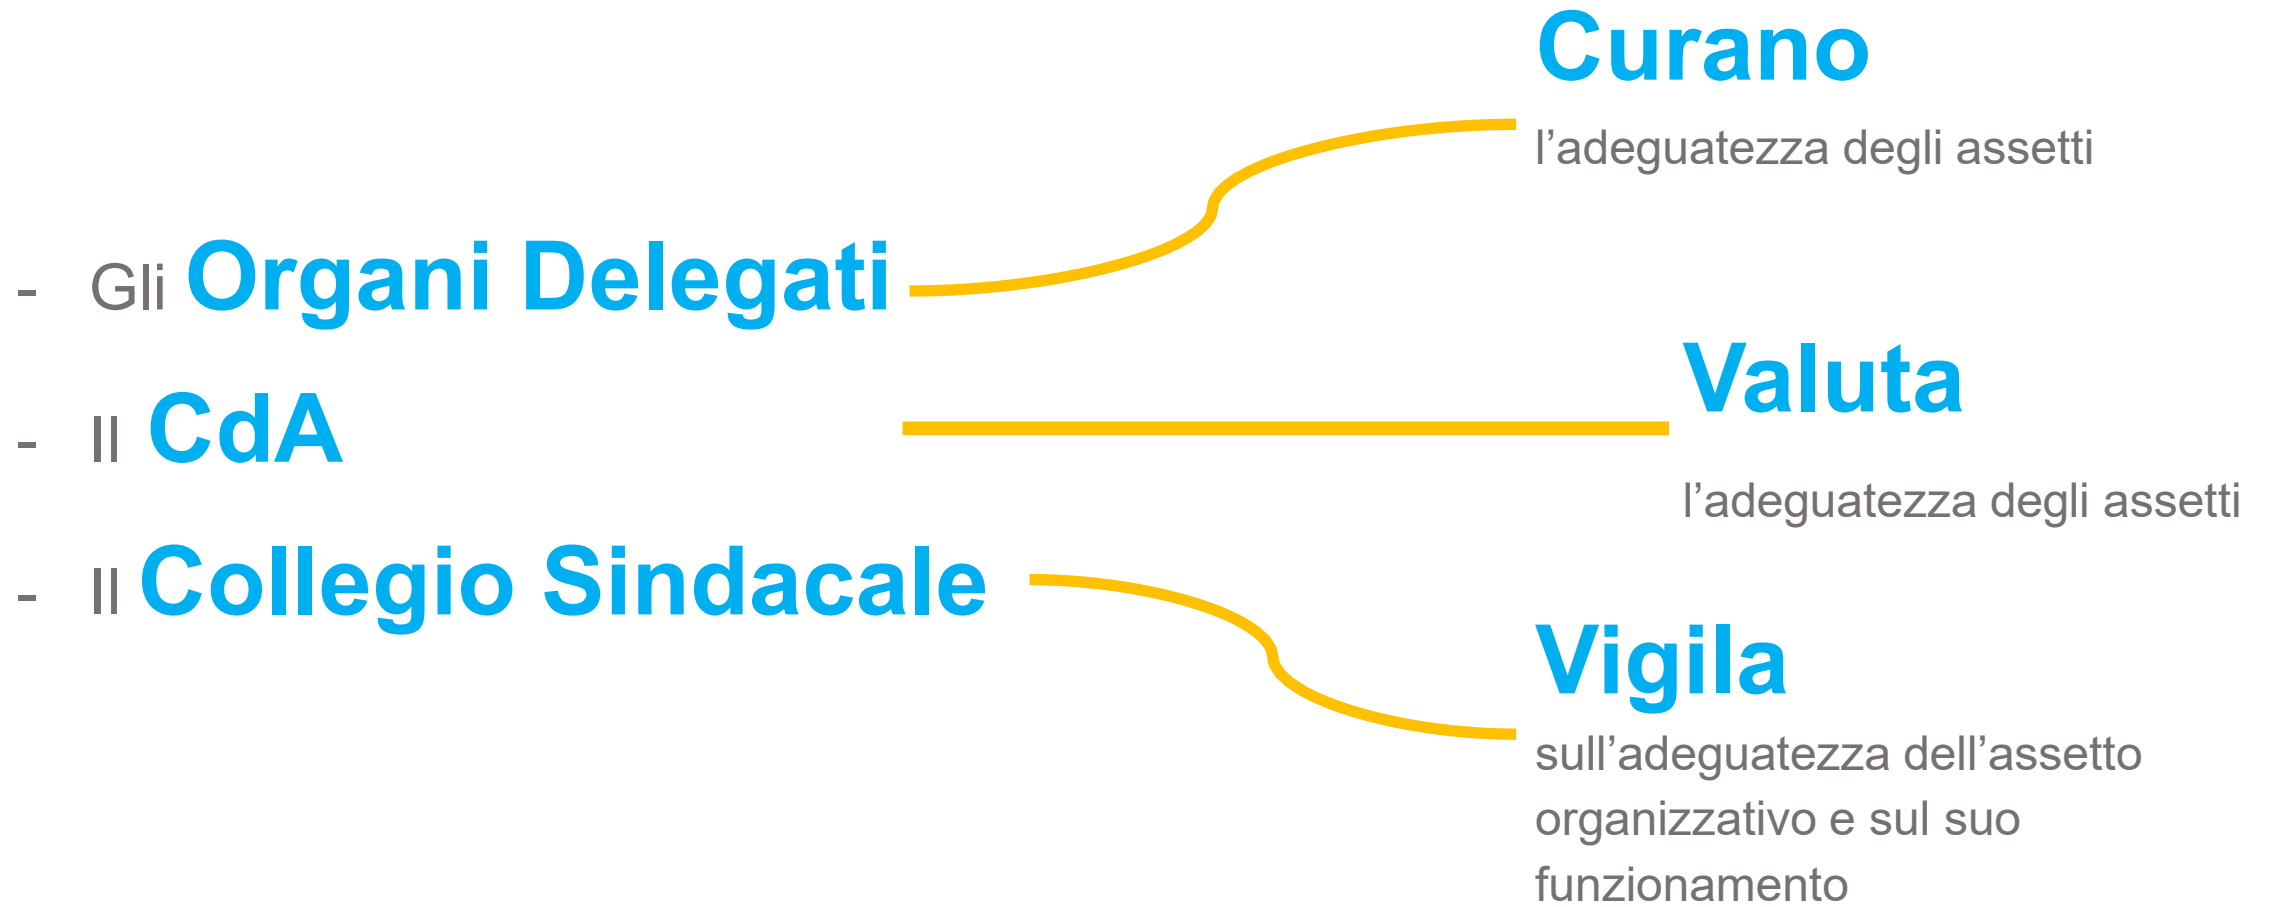 Curano
l’adeguatezza degli assetti
- Gli Organi Delegati
Valuta
- Il CdA
l’adeguatezza degli assetti
- Il Collegio Sindacale
Vigila
sull’adeguatezza dell’assetto
organizzativo e sul suo
funzionamento